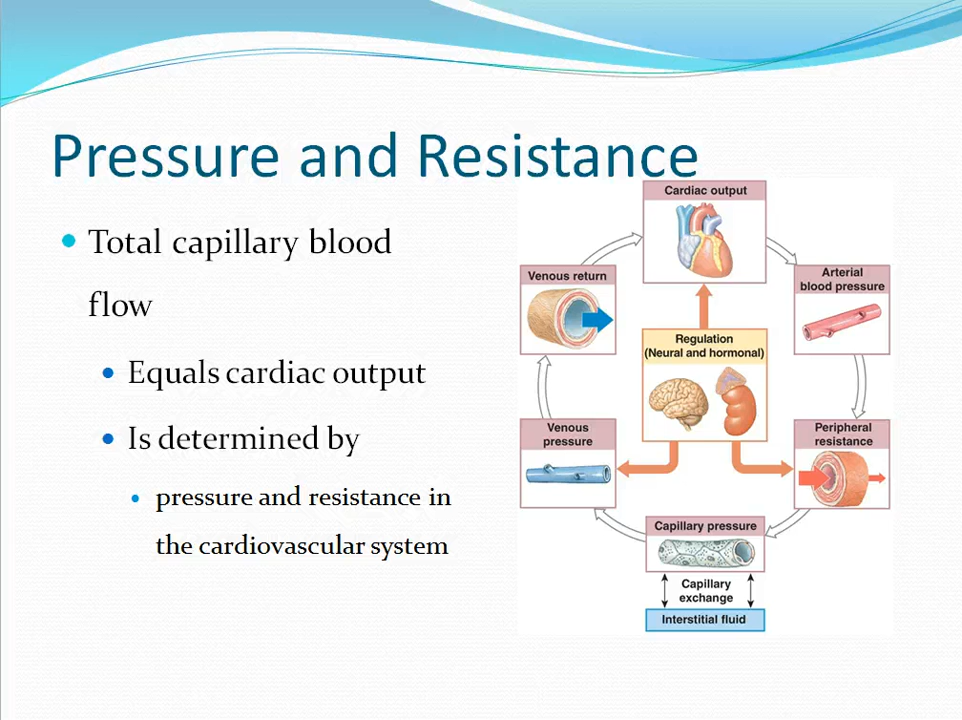 Pressure and Resistance
Total capillary blood
flow
Equals cardiac output
Is determined by
pressure and resistance in
the cardiovascular system
Cardiac output
Venous return
Arterial
blood pressure
Regulation
(Neural and hormonal)
Venous
pressure
Peripheral
resistance
Capillary pressure
Capillary
exchange
Interstitial fluid